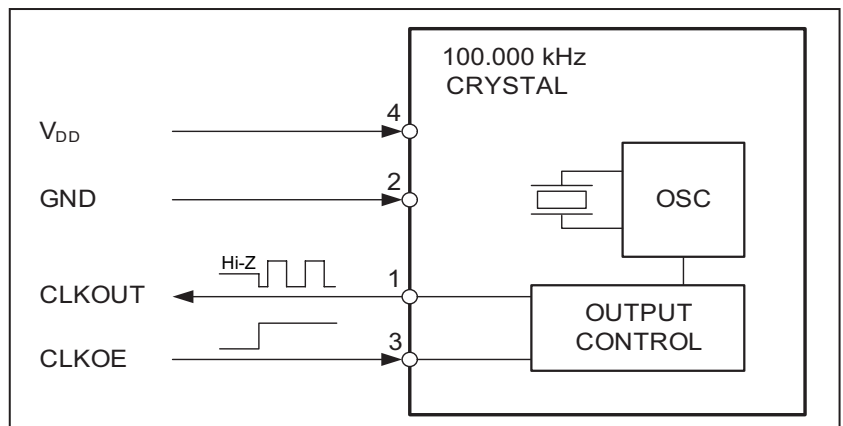 100.000 kHz
CRYSTAL
4
VDD
2
GND
OSC
Hi-Z
1
CLKOUT
OUTPUT
CONTROL
3
CLKOE